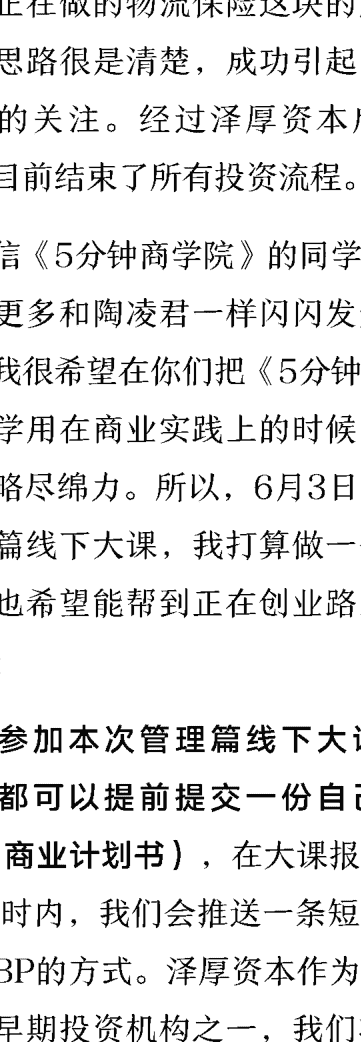 正在做的物流保险这块的
思路很是清楚，成功引起
的关注。经过泽厚资本
目前结束了所有投资流程。
信《5分钟商学院》的同学
更多和陶凌君一样闪闪发
我很希望在你们把《5分钟
学用在商业实践上的时候
略尽绵力。所以，6月3日
篇线下大课，我打算做一
也希望能帮到正在创业路
参加本次管理篇线下大
都可以提前提交一份自
商业计划书），在大课报
时内，我们会推送一条短
BP的方式。泽厚资本作为
早期投资机构之一，我们